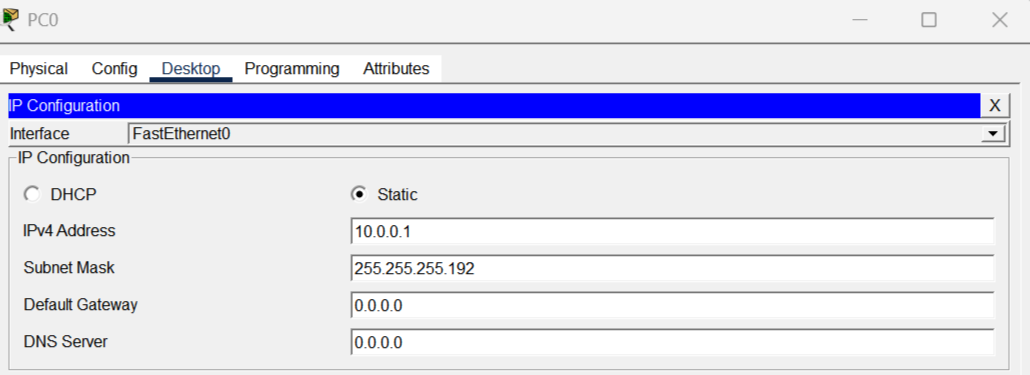 PC0
Physical Config Desktop Programming Attributes
IP Configuration X
Interface FastEthernet0
IP Configuration
DHCP Static
IPv4 Address 10.0.0.1
Subnet Mask 255.255.255.192
Default Gateway 0.0.0.0
DNS Server 0.0.0.0